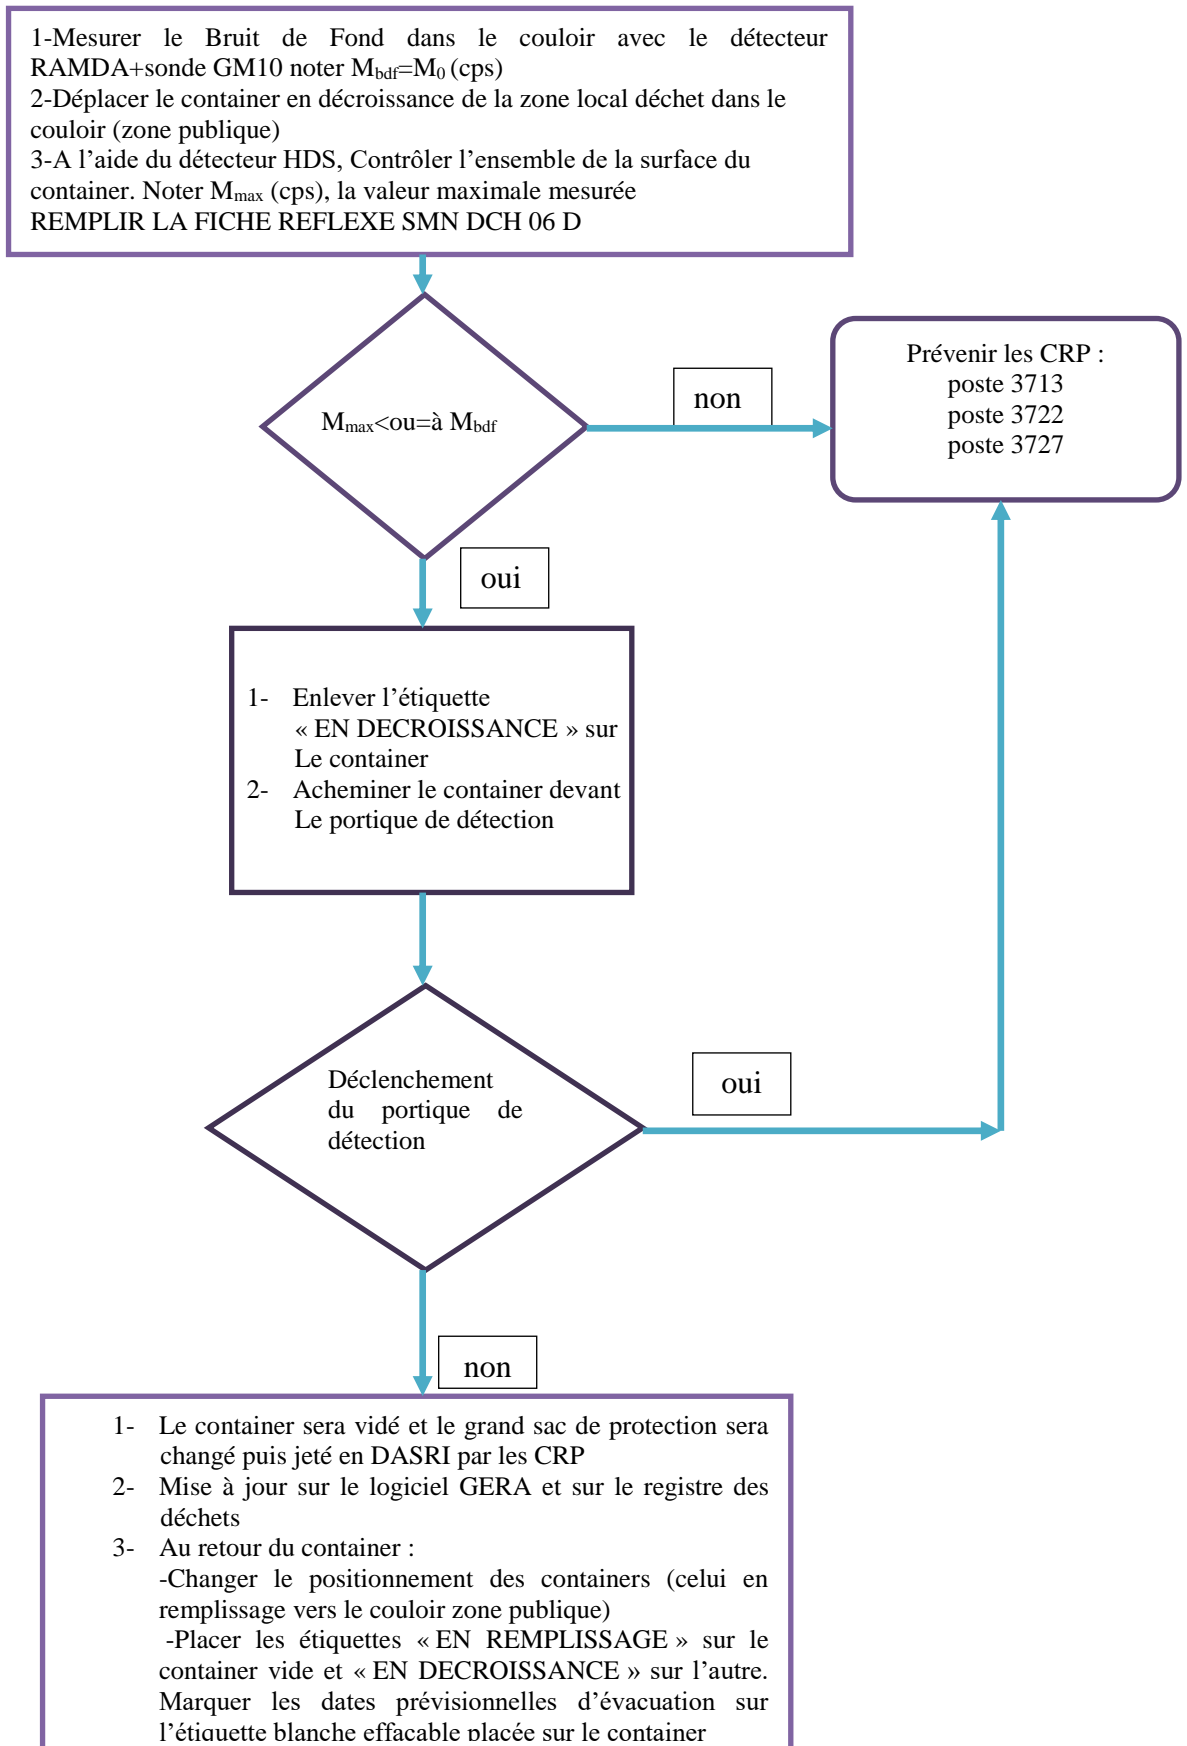 1-Mesurer le Bruit de Fond dans le couloir avec le détecteur
RAMDA+sonde GM10 noter Mbdf=M0 (cps)
2-Déplacer le container en décroissance de la zone local déchet dans le
couloir (zone publique)
3-A l’aide du détecteur HDS, Contrôler l’ensemble de la surface du
container. Noter Mmax (cps), la valeur maximale mesurée
REMPLIR LA FICHE REFLEXE SMN DCH 06 D
Mmax<ou=à Mbdf
non
Prévenir les CRP :
poste 3713
poste 3722
poste 3727
oui
1- Enlever l’étiquette
« EN DECROISSANCE » sur
Le container
2- Acheminer le container devant
Le portique de détection
Déclenchement
du portique de
détection
oui
non
1- Le container sera vidé et le grand sac de protection sera
changé puis jeté en DASRI par les CRP
2- Mise à jour sur le logiciel GERA et sur le registre des
déchets
3- Au retour du container :
-Changer le positionnement des containers (celui en
remplissage vers le couloir zone publique)
-Placer les étiquettes « EN REMPLISSAGE » sur le
container vide et « EN DECROISSANCE » sur l’autre.
Marquer les dates prévisionnelles d’évacuation sur
l’étiquette blanche effaçable placée sur le container